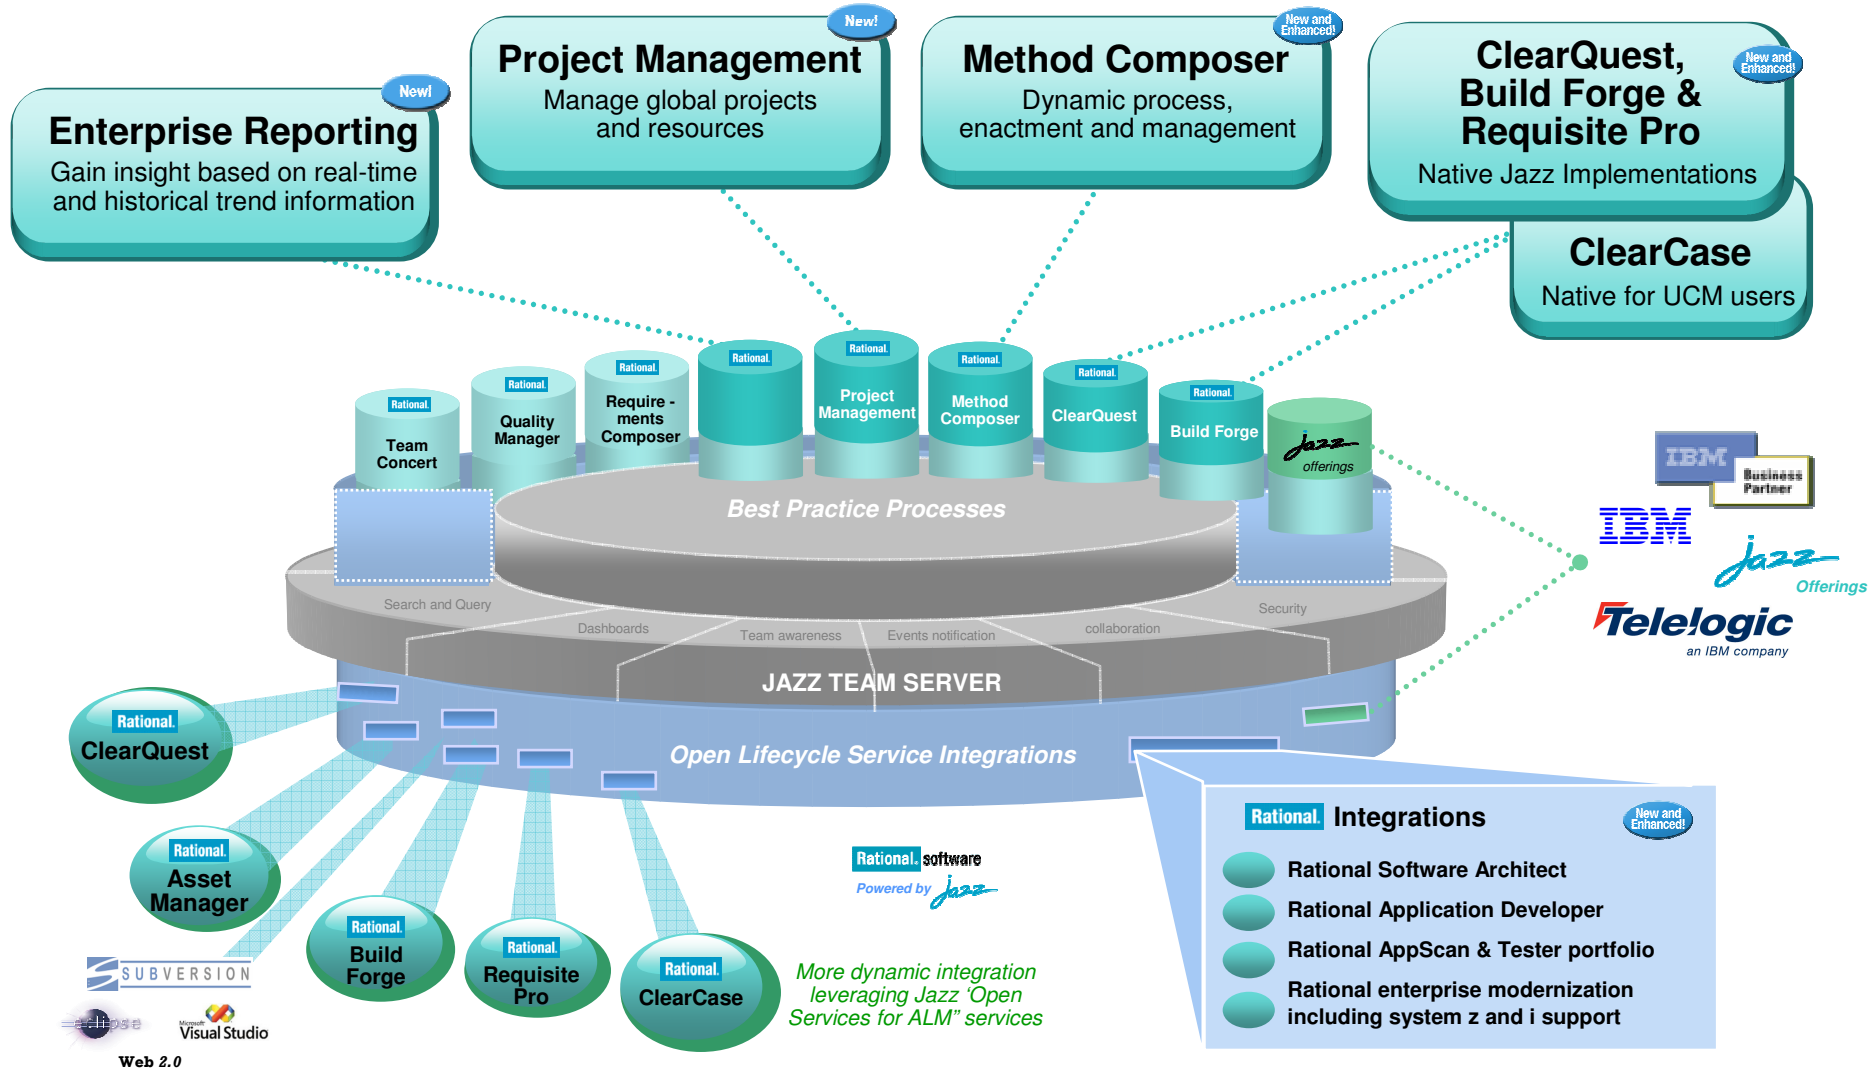 New!
Project Management
Manage global projects
and resources
New and
Enhanced!
Method Composer
Dynamic process,
enactment and management
New and
Enhanced!
ClearQuest,
Build Forge &
Requisite Pro
Native Jazz Implementations
ClearCase
Native for UCM users
New!
Enterprise Reporting
Gain insight based on real-time
and historical trend information
Rational.
Team
Concert
Rational.
Quality
Manager
Rational.
Require -
ments
Composer
Rational.
Rational.
Project
Management
Rational.
Method
Composer
Rational.
ClearQuest
Rational.
Build Forge
jazz
offerings
Best Practice Processes
Search and Query
Dashboards
Team awareness
Events notification
collaboration
Security
JAZZ TEAM SERVER
Open Lifecycle Service Integrations
IBM
Business
Partner
IBM
jazz
Offerings
Telelogic
an IBM company
Rational.
ClearQuest
Rational.
Asset
Manager
Rational.
Build
Forge
Rational.
Requisite
Pro
Rational.
ClearCase
SUBVERSION
eclipse
Microsoft
Visual Studio
Web 2.0
Rational. software
Powered by jazz
More dynamic integration
leveraging Jazz ‘Open
Services for ALM” services
Rational. Integrations
New and
Enhanced!
Rational Software Architect
Rational Application Developer
Rational AppScan & Tester portfolio
Rational enterprise modernization
including system z and i support